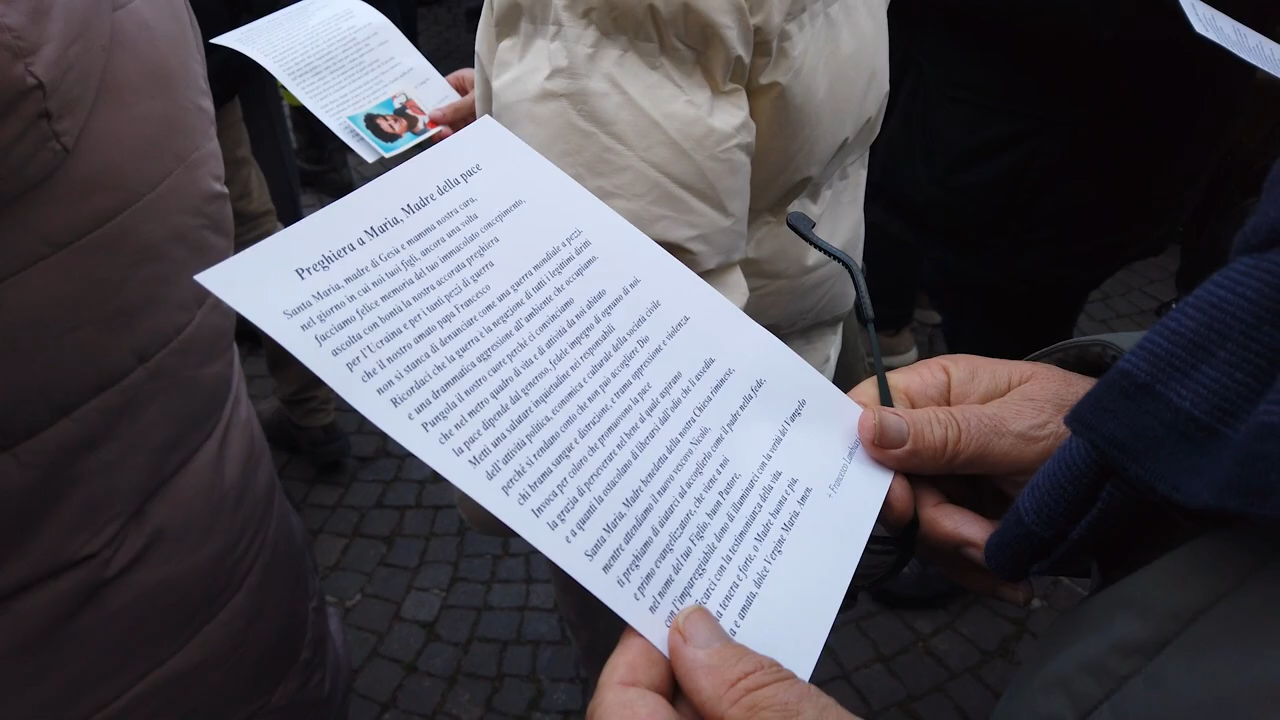 Preghiera a Maria, Madre della pace
Santa Maria, madre di Gesù e mamma nostra cara,
nel giorno in cui noi tuoi figli, ancora una volta
facciamo felice memoria del tuo immacolato concepimento,
ascolta con bontà la nostra accorata preghiera
per l'Ucraina e per i tanti pezzi di guerra
che il nostro amato papa Francesco
non si stanca di denunciare come una guerra mondiale a pezzi.
Ricordaci che la guerra è la negazione di tutti i legittimi diritti
e una drammatica aggressione all'ambiente che occupiamo.
Pungola il nostro cuore perché ci convinciamo
che nel metro quadro di vita e di attività da noi abitato
la pace dipende dal generoso, fedele impegno di ognuno di noi.
Metti una salutare inquietudine nei responsabili
dell'attività politica, economica e culturale della società civile
perché si rendano conto che non può accogliere Dio
chi brama sangue e distruzione, e trama oppressione e violenza.
Invoca per coloro che promuovono la pace
la grazia di perseverare nel bene al quale aspirano
e a quanti la ostacolano di liberarsi dall'odio che li assedia.
Santa Maria, Madre benedetta della nostra Chiesa riminese,
mentre attendiamo il nuovo vescovo Nicolò,
ti preghiamo di aiutarci ad accoglierlo come il padre nella fede,
e primo evangelizzatore, che viene a noi
nel nome del tuo Figlio, buon Pastore,
con l'impareggiabile dono di illuminarci con la verità del Vangelo
carci con la testimonianza della vita.
a tenera e forte, o Madre buona e pia,
a e amata, dolce Vergine Maria. Amen.
+ Francesco